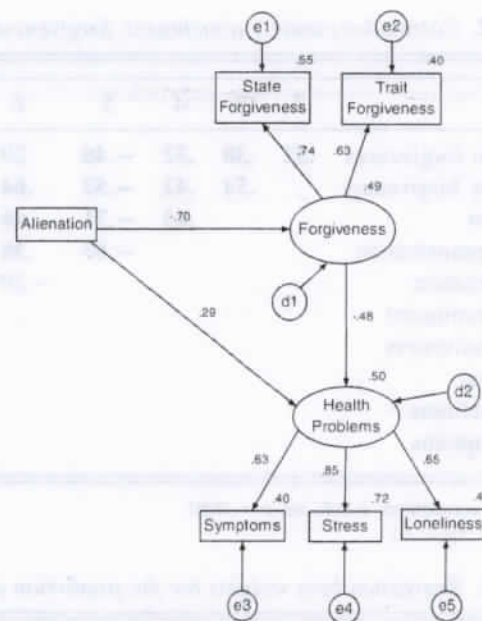 e1
e2
.55
.40
State
Forgiveness
Trait
Forgiveness
.74
.63
.49
Alienation
-.70
Forgiveness
d1
.29
-.48
.50
d2
Health
Problems
.63
.85
.65
.40
.72
.4
Symptoms
Stress
Loneliness
e3
e4
e5